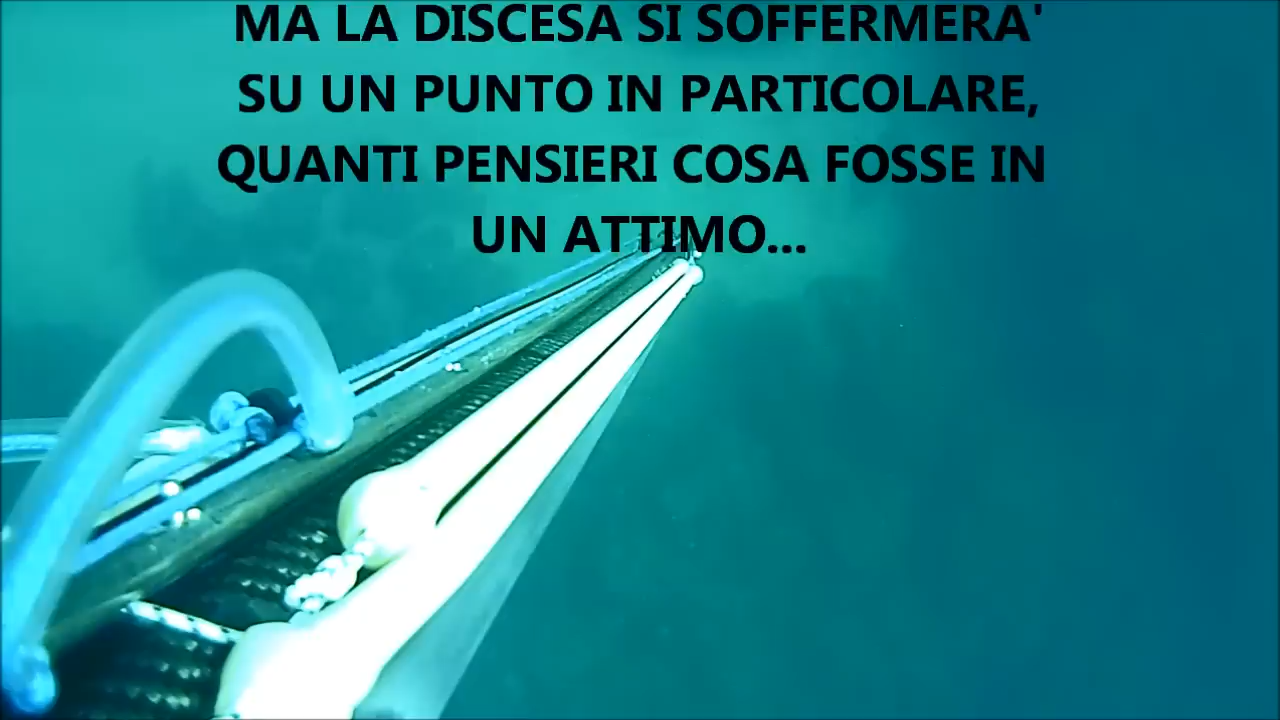 MA LA DISCESA SI SOFFERMERA'
SU UN PUNTO IN PARTICOLARE,
QUANTI PENSIERI COSA FOSSE IN
UN ATTIMO...